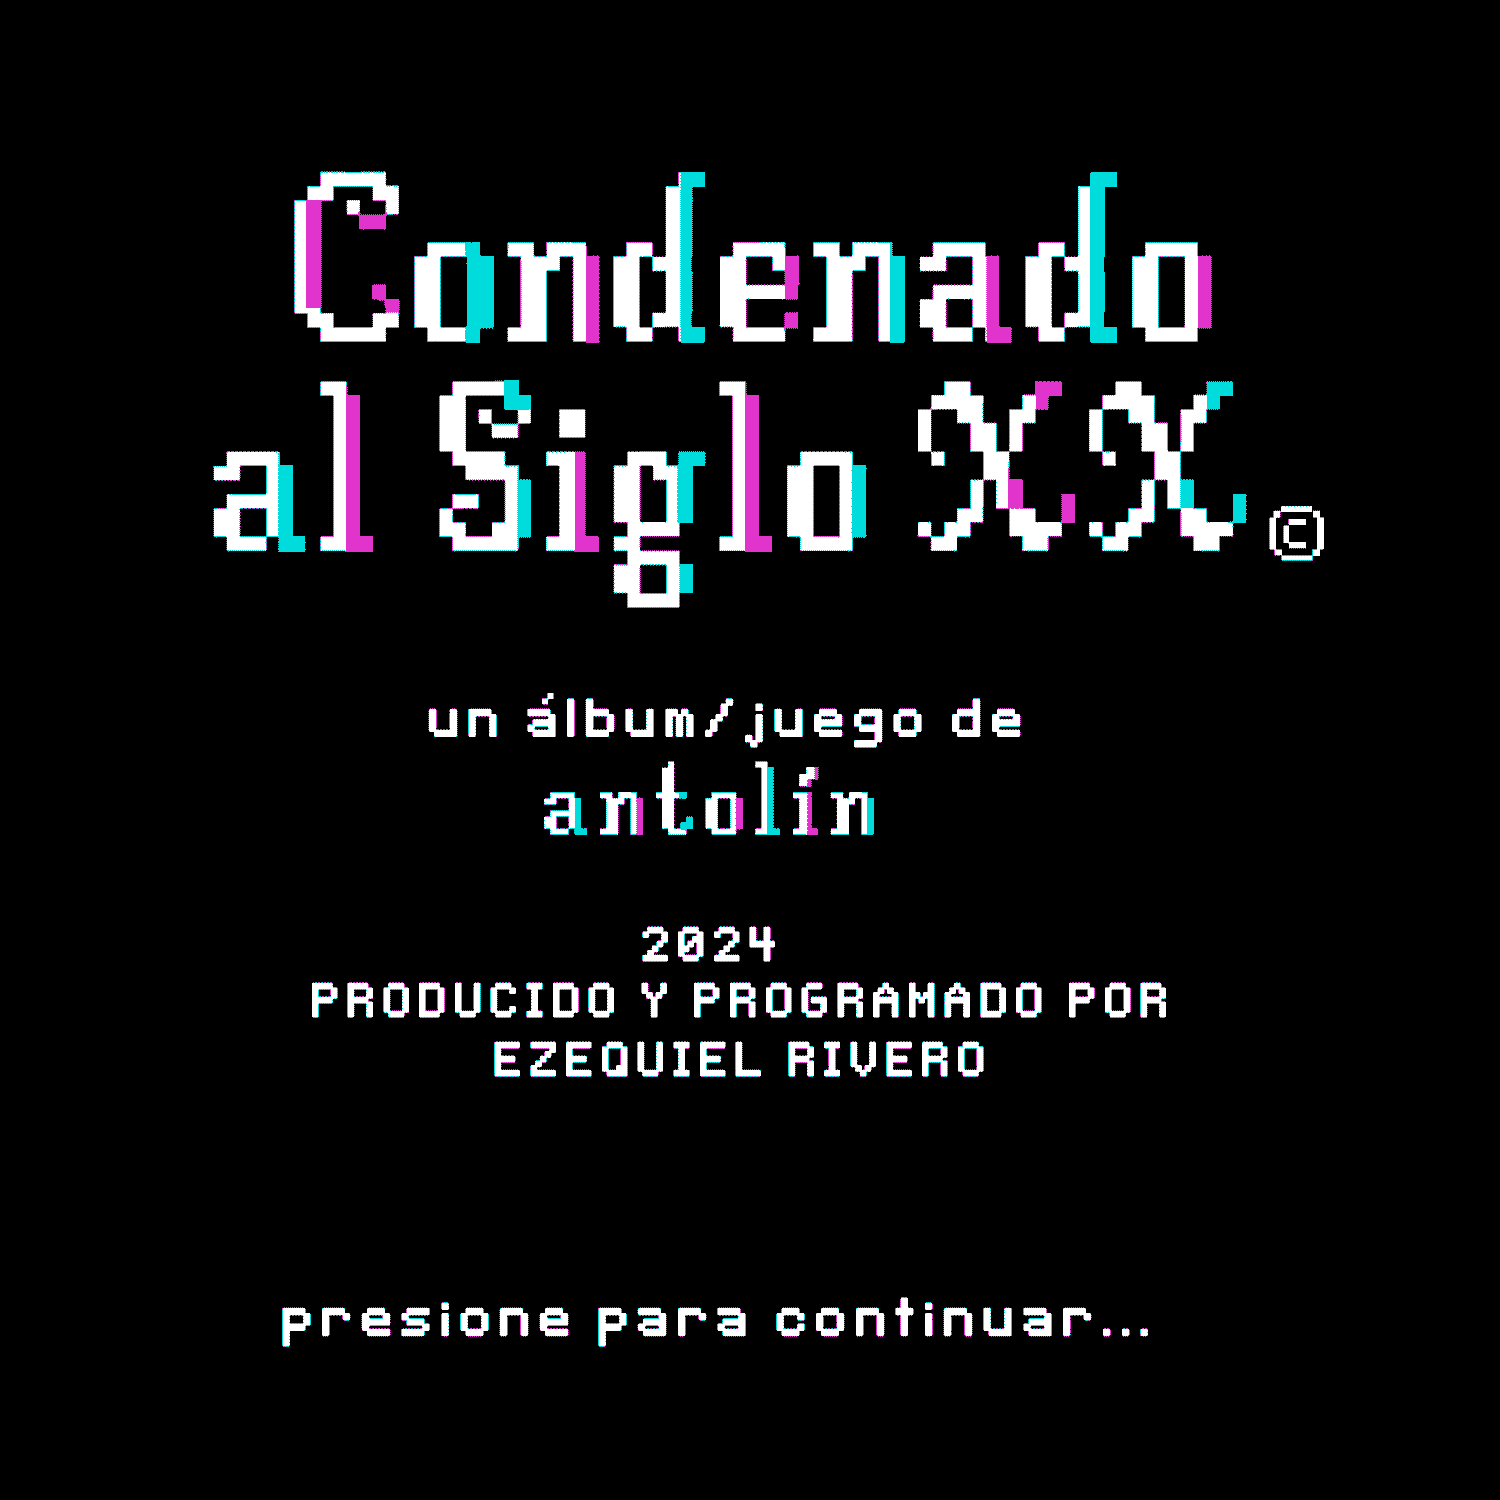 Condenado
al Siglo XX ©
un álbum/juego de
antolín
2024
PRODUCIDO Y PROGRAMADO POR
EZEQUIEL RIVERO
presione para continuar...